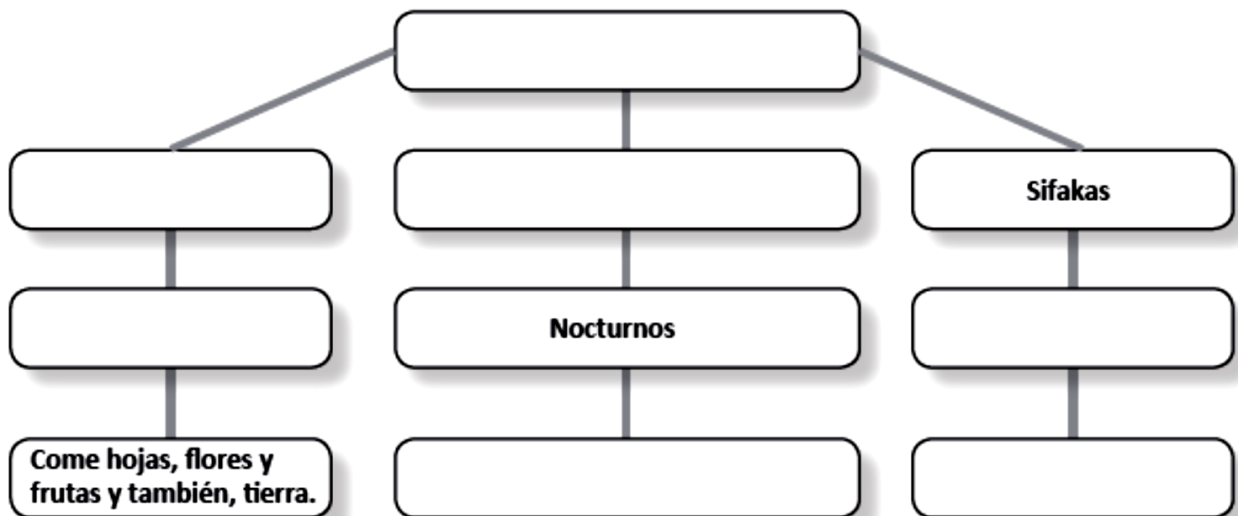 Sifakas
Nocturnos
Come hojas, flores y
frutas y también, tierra.